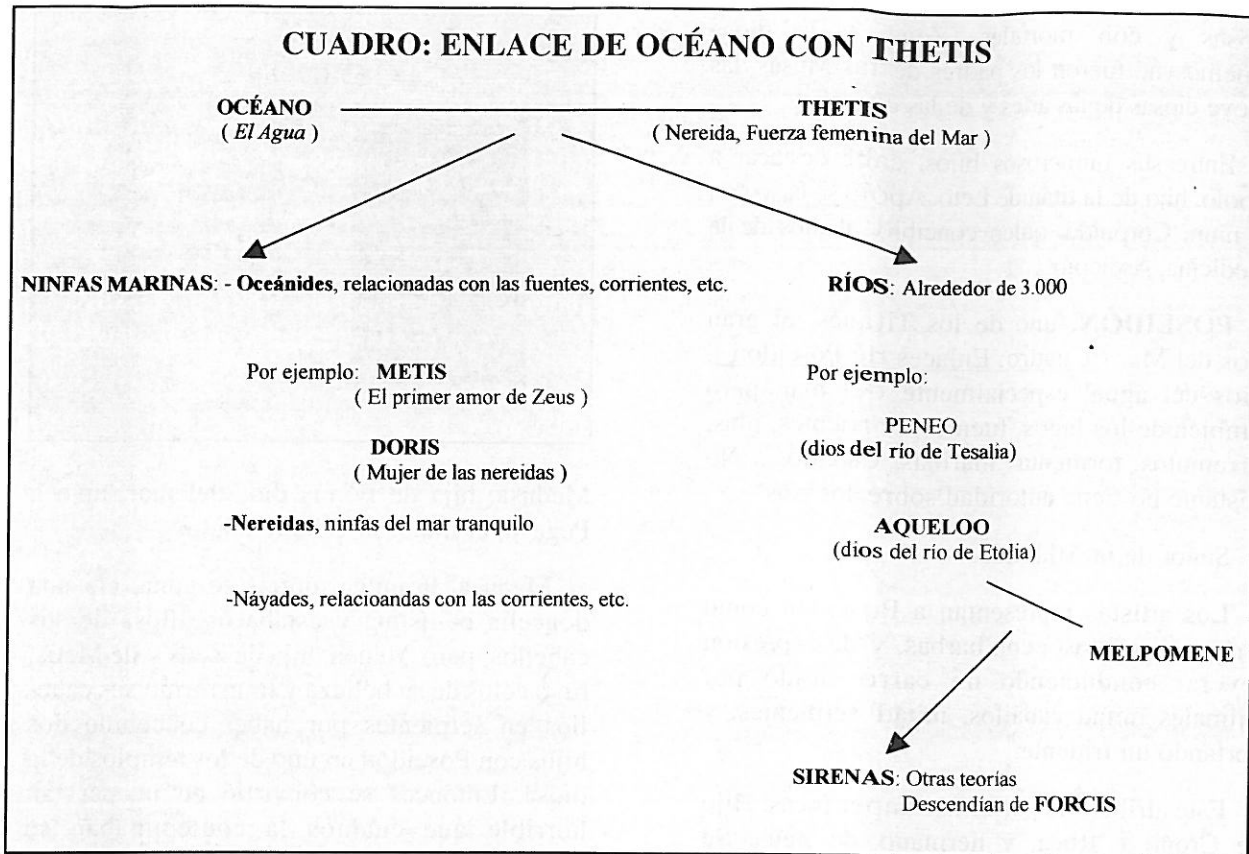 CUADRO: ENLACE DE OCÉANO CON THETIS
OCÉANO THETIS
( El Agua ) ( Nereida, Fuerza femenina del Mar )
NINFAS MARINAS: - Oceánides, relacionadas con las fuentes, corrientes, etc.
RÍOS: Alrededor de 3.000
Por ejemplo: METIS
( El primer amor de Zeus )
DORIS
( Mujer de las nereidas )
-Nereidas, ninfas del mar tranquilo
-Náyades, relacioandas con las corrientes, etc.
Por ejemplo:
PENEO
(dios del río de Tesalia)
AQUELOO
(dios del río de Etolia)
MELPOMENE
SIRENAS: Otras teorías
Descendían de FORCIS